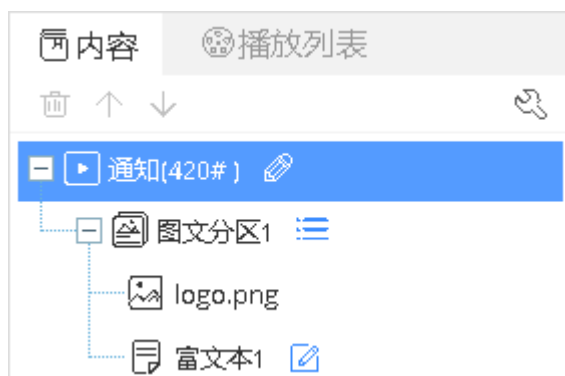 内容 播放列表
通知(420#)
图文分区1
logo.png
富文本1